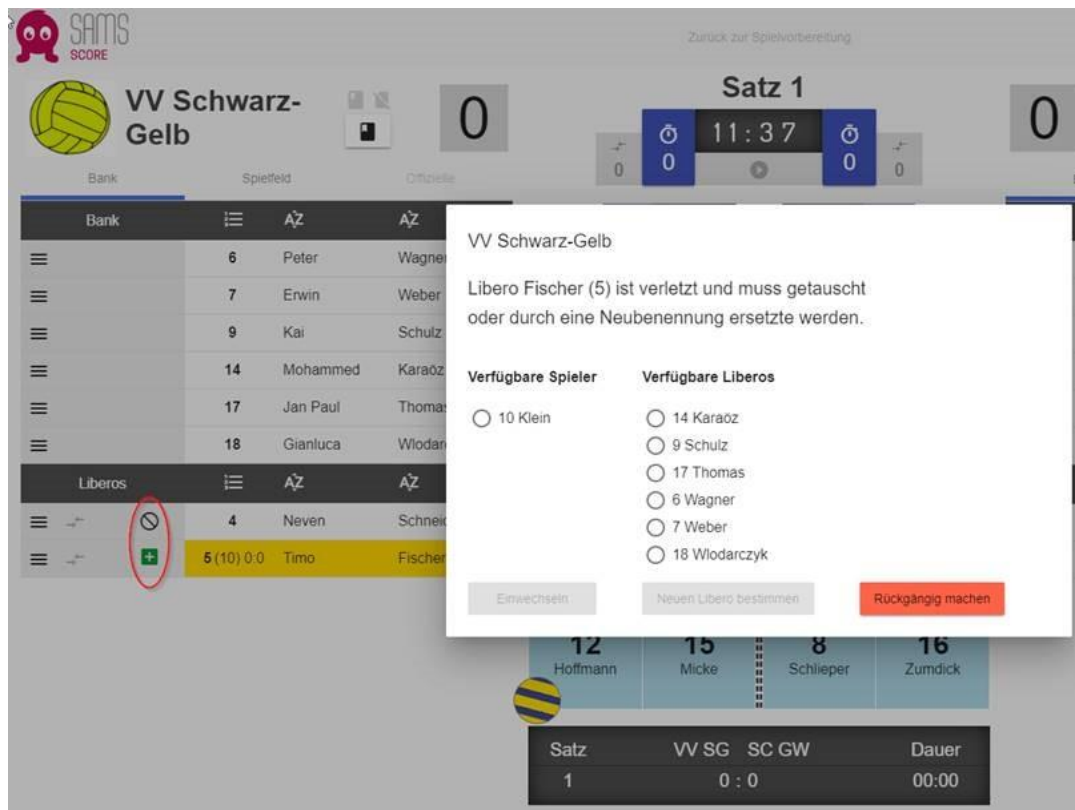 SAMS
SCORE
Zurück zur Spielvorbereitung
VV Schwarz-
Gelb
0
Satz 1
0
11:37
0
0
0
0
0
Bank Spielfeld Offizielle
Bank AZ AZ
6 Peter Wagner
7 Erwin Weber
9 Kai Schulz
14 Mohammed Karaöz
17 Jan Paul
18 Gianluca
Liberos AZ AZ
4 Neven
5 (10) 0:0 Timo Fischer
VV Schwarz-Gelb
Libero Fischer (5) ist verletzt und muss getauscht
oder durch eine Neubenennung ersetzte werden.
Verfügbare Spieler Verfügbare Liberos
10 Klein
14 Karaöz
9 Schulz
17 Thomas
6 Wagner
7 Weber
18 Wlodarczyk
Einwechseln Neuen Libero bestimmen Rückgängig machen
12 15 8 16
Hoffmann Micke Schlieper Zumdick
Satz VV SG SC GW Dauer
1 0 : 0 00:00